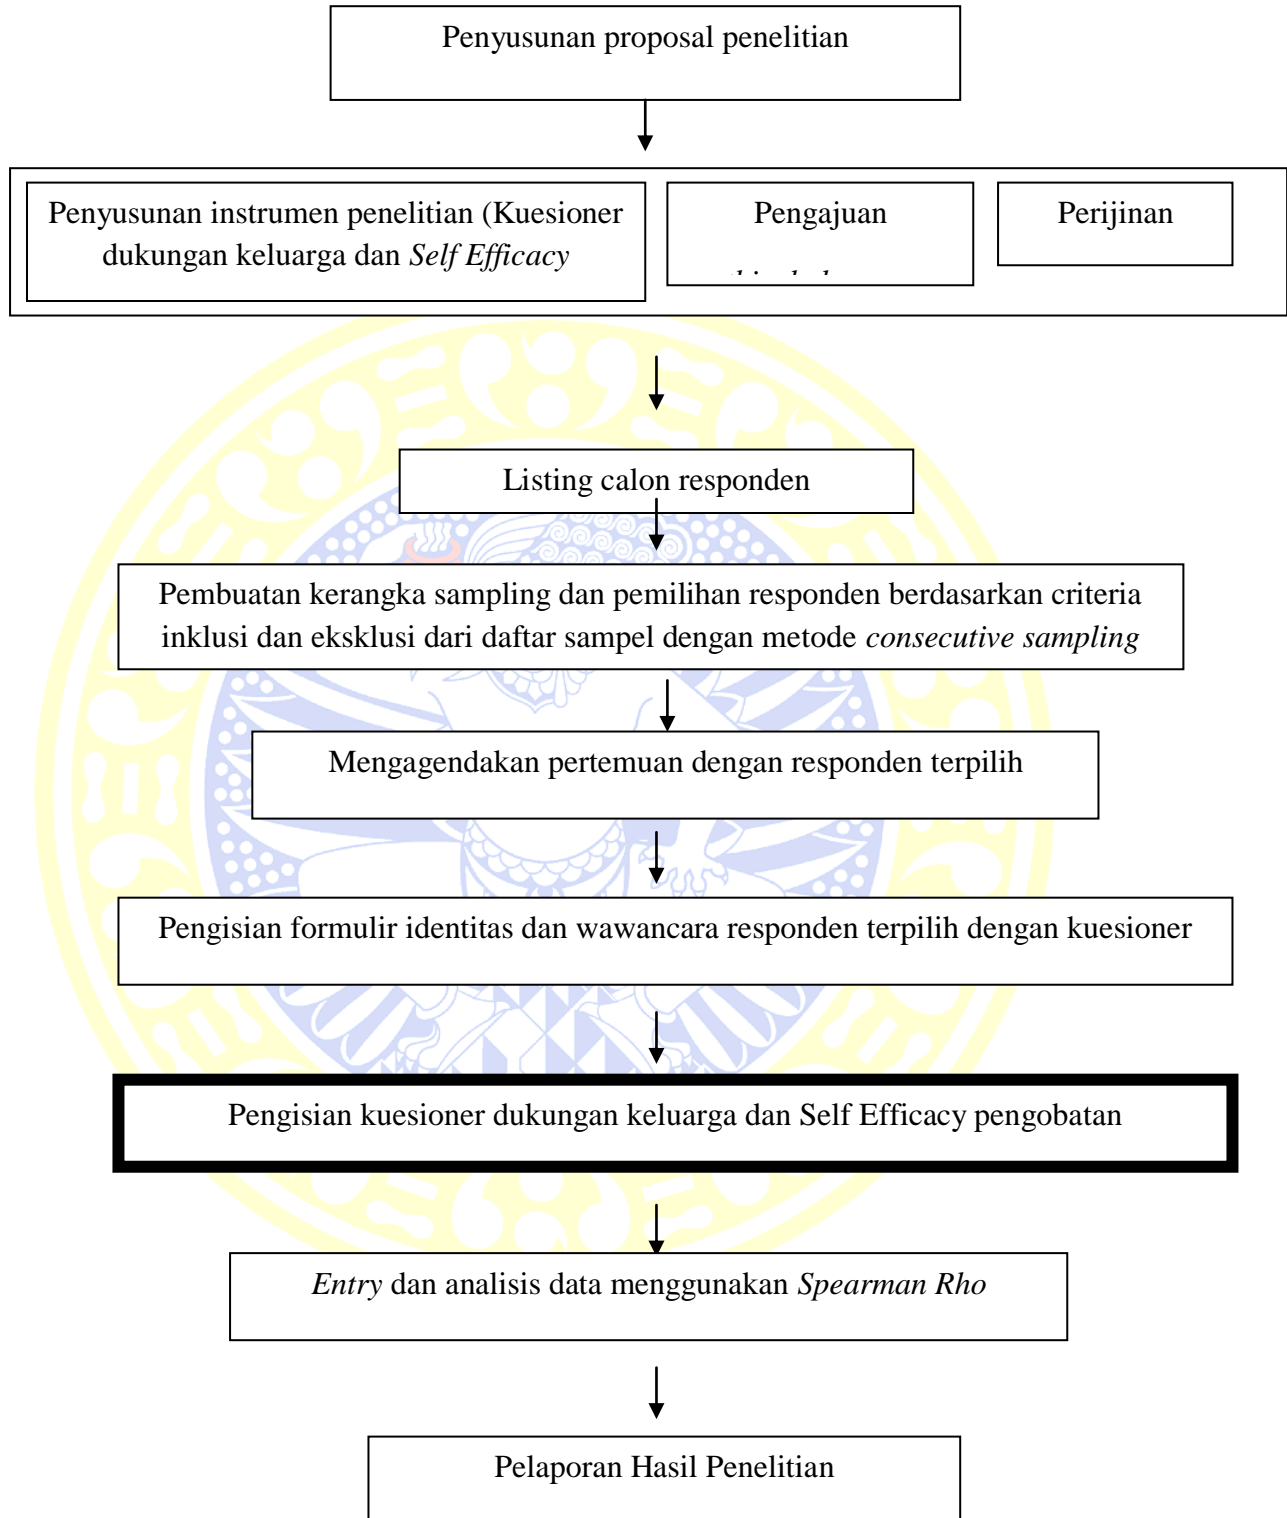 Penyusunan proposal penelitian
Penyusunan instrumen penelitian (Kuesioner
dukungan keluarga dan Self Efficacy
Pengajuan
Perijinan
Listing calon responden
Pembuatan kerangka sampling dan pemilihan responden berdasarkan criteria
inklusi dan eksklusi dari daftar sampel dengan metode consecutive sampling
Mengagendakan pertemuan dengan responden terpilih
Pengisian formulir identitas dan wawancara responden terpilih dengan kuesioner
Pengisian kuesioner dukungan keluarga dan Self Efficacy pengobatan
Entry dan analisis data menggunakan Spearman Rho
Pelaporan Hasil Penelitian